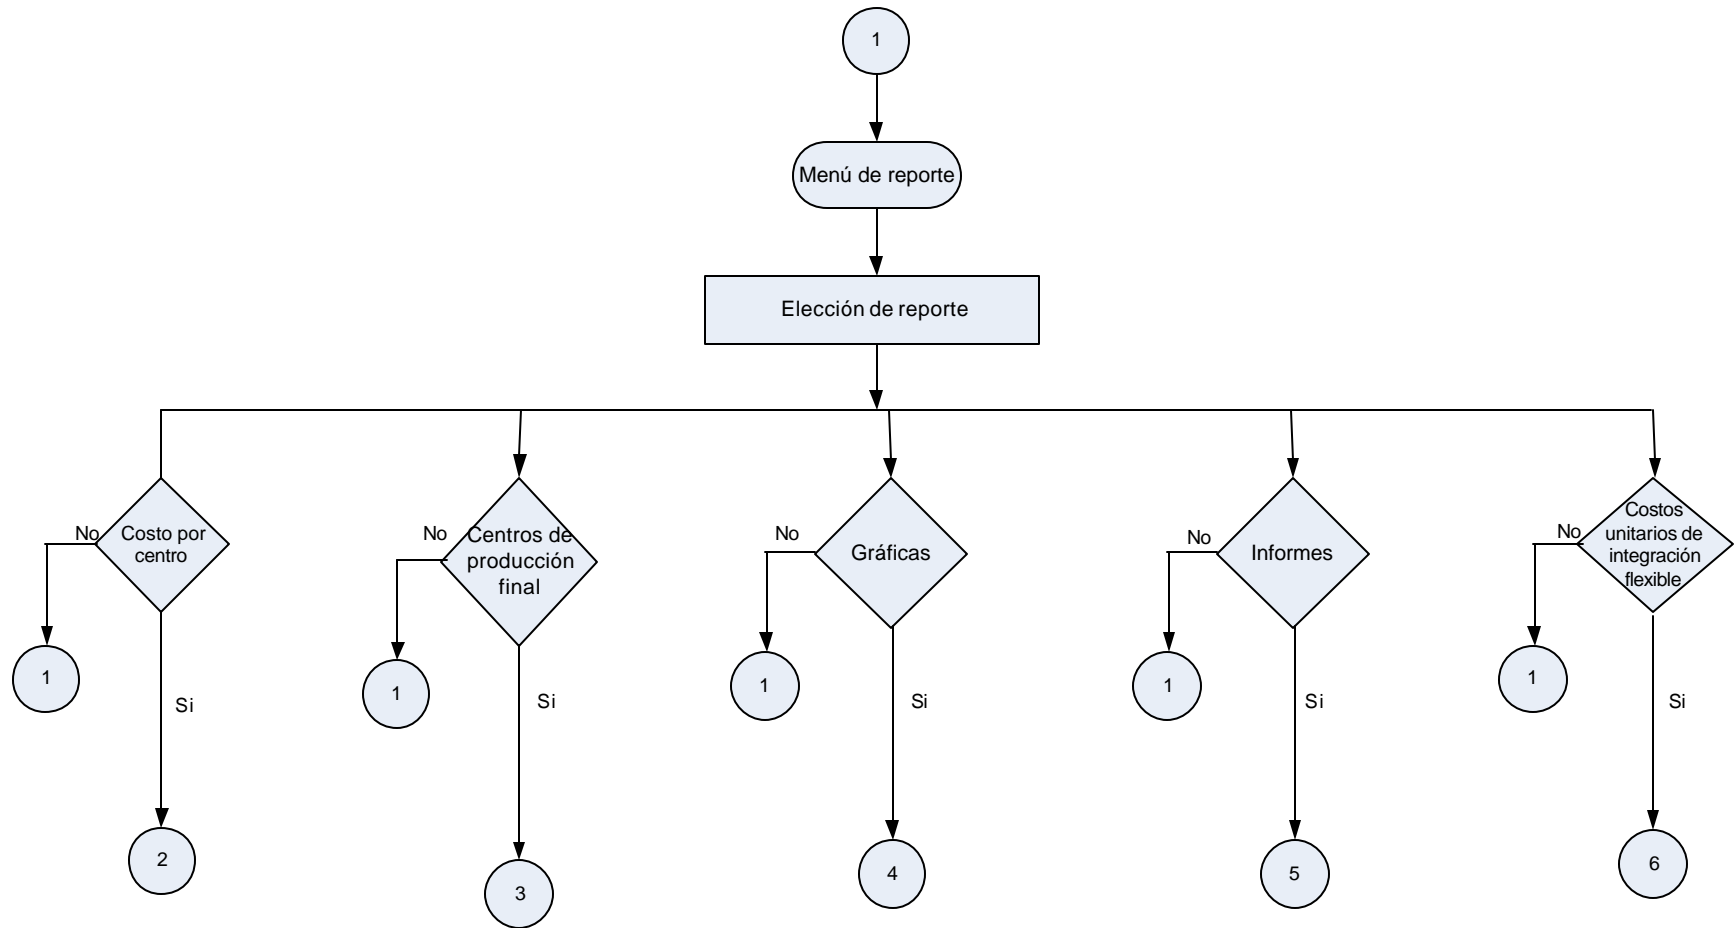 1
Menú de reporte
Elección de reporte
No
Costo por
centro
No
Centros de
producción
final
No
Gráficas
No
Informes
No
Costos
unitarios de
integración
flexible
1
Si
1
Si
1
Si
1
Si
1
Si
2
3
4
5
6